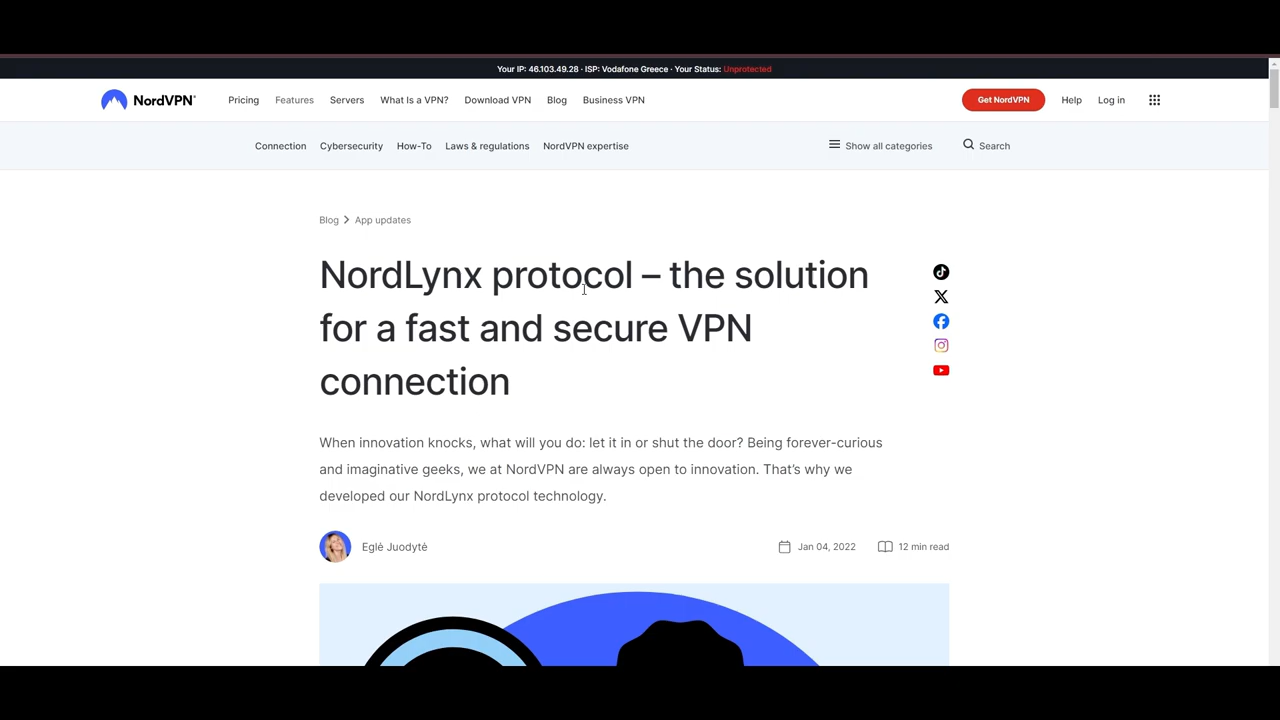 Your IP: 46.103.49.28 · ISP: Vodafone Greece · Your Status: Unprotected
NordVPN® Pricing Features Servers What Is a VPN? Download VPN Blog Business VPN Get NordVPN Help Log in
Connection Cybersecurity How-To Laws & regulations NordVPN expertise Show all categories Search
Blog > App updates
NordLynx protocol – the solution
for a fast and secure VPN
connection
When innovation knocks, what will you do: let it in or shut the door? Being forever-curious
and imaginative geeks, we at NordVPN are always open to innovation. That’s why we
developed our NordLynx protocol technology.
Eglė Juodytė Jan 04, 2022 12 min read